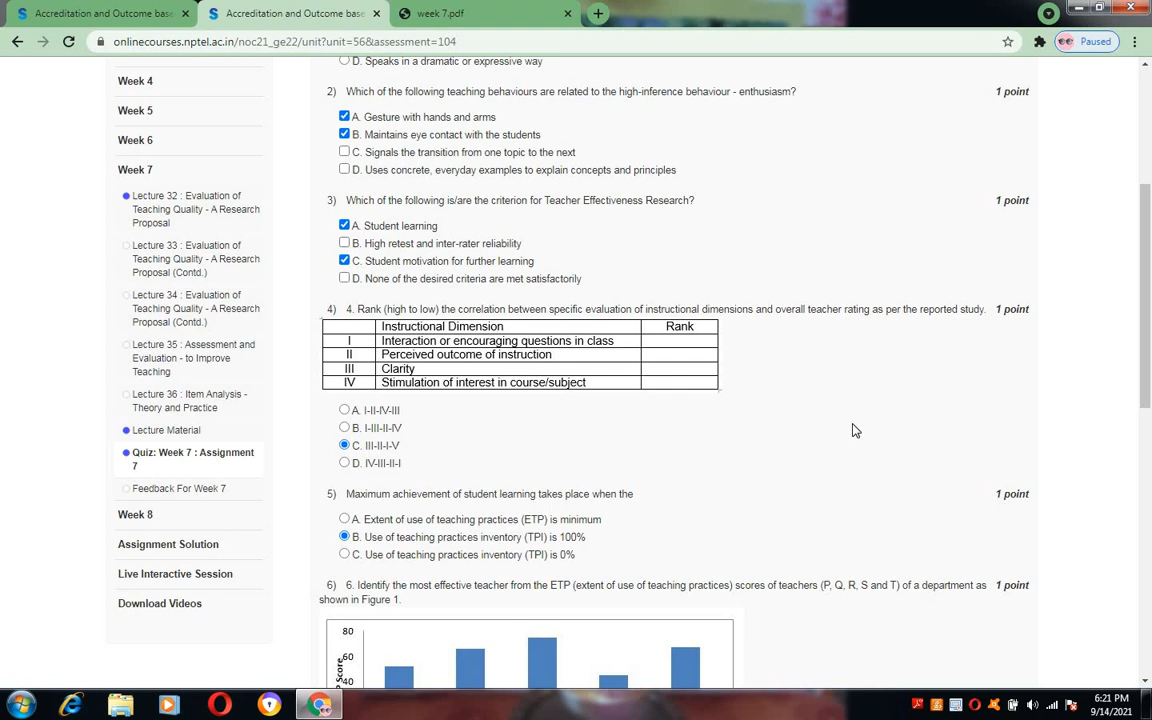 Accreditation and Outcome base
Accreditation and Outcome base
week 7.pdf
onlinecourses.nptel.ac.in/noc21_ge22/unit?unit=56&assessment=104
Paused
Week 4
Week 5
Week 6
Week 7
Lecture 32 : Evaluation of
Teaching Quality - A Research
Proposal
Lecture 33 : Evaluation of
Teaching Quality - A Research
Proposal (Contd.)
Lecture 34 : Evaluation of
Teaching Quality - A Research
Proposal (Contd.)
Lecture 35 : Assessment and
Evaluation - to Improve
Teaching
Lecture 36 : Item Analysis -
Theory and Practice
Lecture Material
Quiz: Week 7 : Assignment
7
Feedback For Week 7
Week 8
Assignment Solution
Live Interactive Session
Download Videos
D. Speaks in a dramatic or expressive way
2) Which of the following teaching behaviours are related to the high-inference behaviour - enthusiasm? 1 point
A. Gesture with hands and arms
B. Maintains eye contact with the students
C. Signals the transition from one topic to the next
D. Uses concrete, everyday examples to explain concepts and principles
3) Which of the following is/are the criterion for Teacher Effectiveness Research? 1 point
A. Student learning
B. High retest and inter-rater reliability
C. Student motivation for further learning
D. None of the desired criteria are met satisfactorily
4) 4. Rank (high to low) the correlation between specific evaluation of instructional dimensions and overall teacher rating as per the reported study. 1 point
Instructional Dimension Rank
I Interaction or encouraging questions in class
II Perceived outcome of instruction
III Clarity
IV Stimulation of interest in course/subject
A. I-II-IV-III
B. I-III-II-IV
C. III-II-I-V
D. IV-III-II-I
5) Maximum achievement of student learning takes place when the 1 point
A. Extent of use of teaching practices (ETP) is minimum
B. Use of teaching practices inventory (TPI) is 100%
C. Use of teaching practices inventory (TPI) is 0%
6) 6. Identify the most effective teacher from the ETP (extent of use of teaching practices) scores of teachers (P, Q, R, S and T) of a department as 1 point
shown in Figure 1.
80
60
40
Score
6:21 PM
9/14/2021